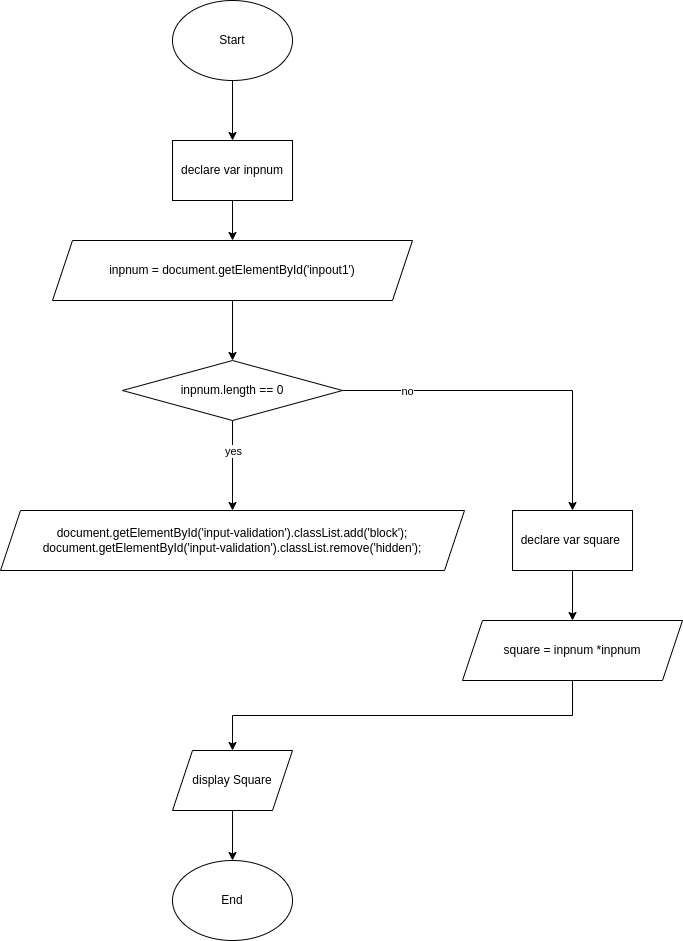 Start
declare var inpnum
inpnum = document.getElementById('inpout1')
inpnum.length == 0
no
yes
document.getElementById('input-validation').classList.add('block');
document.getElementById('input-validation').classList.remove('hidden');
declare var square
square = inpnum *inpnum
display Square
End